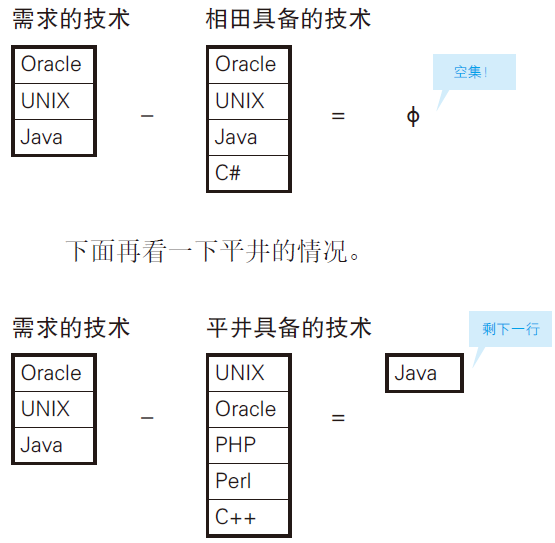 需求的技术 相田具备的技术
Oracle Oracle 空集!
UNIX UNIX
－ = ф
Java Java
C#
下面再看一下平井的情况。
需求的技术 平井具备的技术 剩下一行
Oracle UNIX Java
UNIX Oracle
－ =
Java PHP
Perl
C++